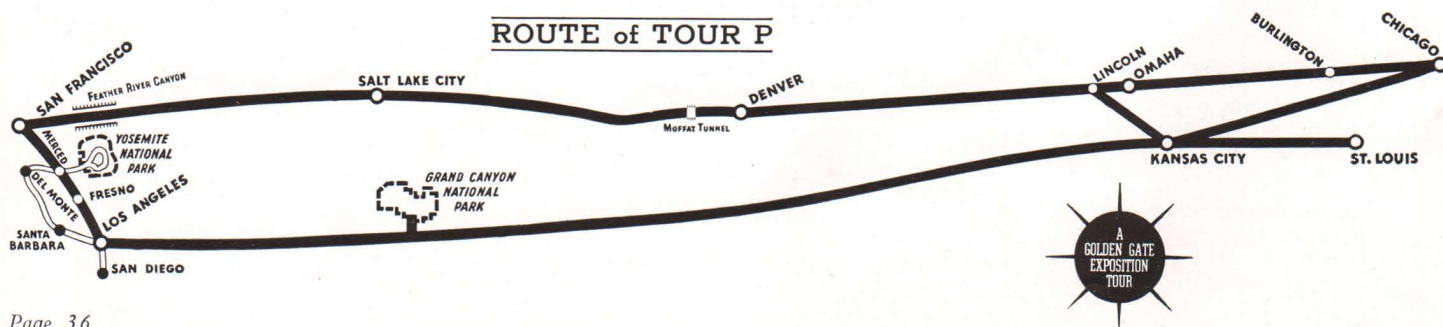 ROUTE of TOUR P
SAN FRANCISCO
FEATHER RIVER CANYON
SALT LAKE CITY
MOFFAT TUNNEL
DENVER
LINCOLN
OMAHA
BURLINGTON
CHICAGO
MERCED
YOSEMITE
NATIONAL
PARK
DEL MONTE
FRESNO
LOS ANGELES
SANTA
BARBARA
SAN DIEGO
GRAND CANYON
NATIONAL
PARK
KANSAS CITY
ST. LOUIS
A
GOLDEN GATE
EXPOSITION
TOUR
Page 36